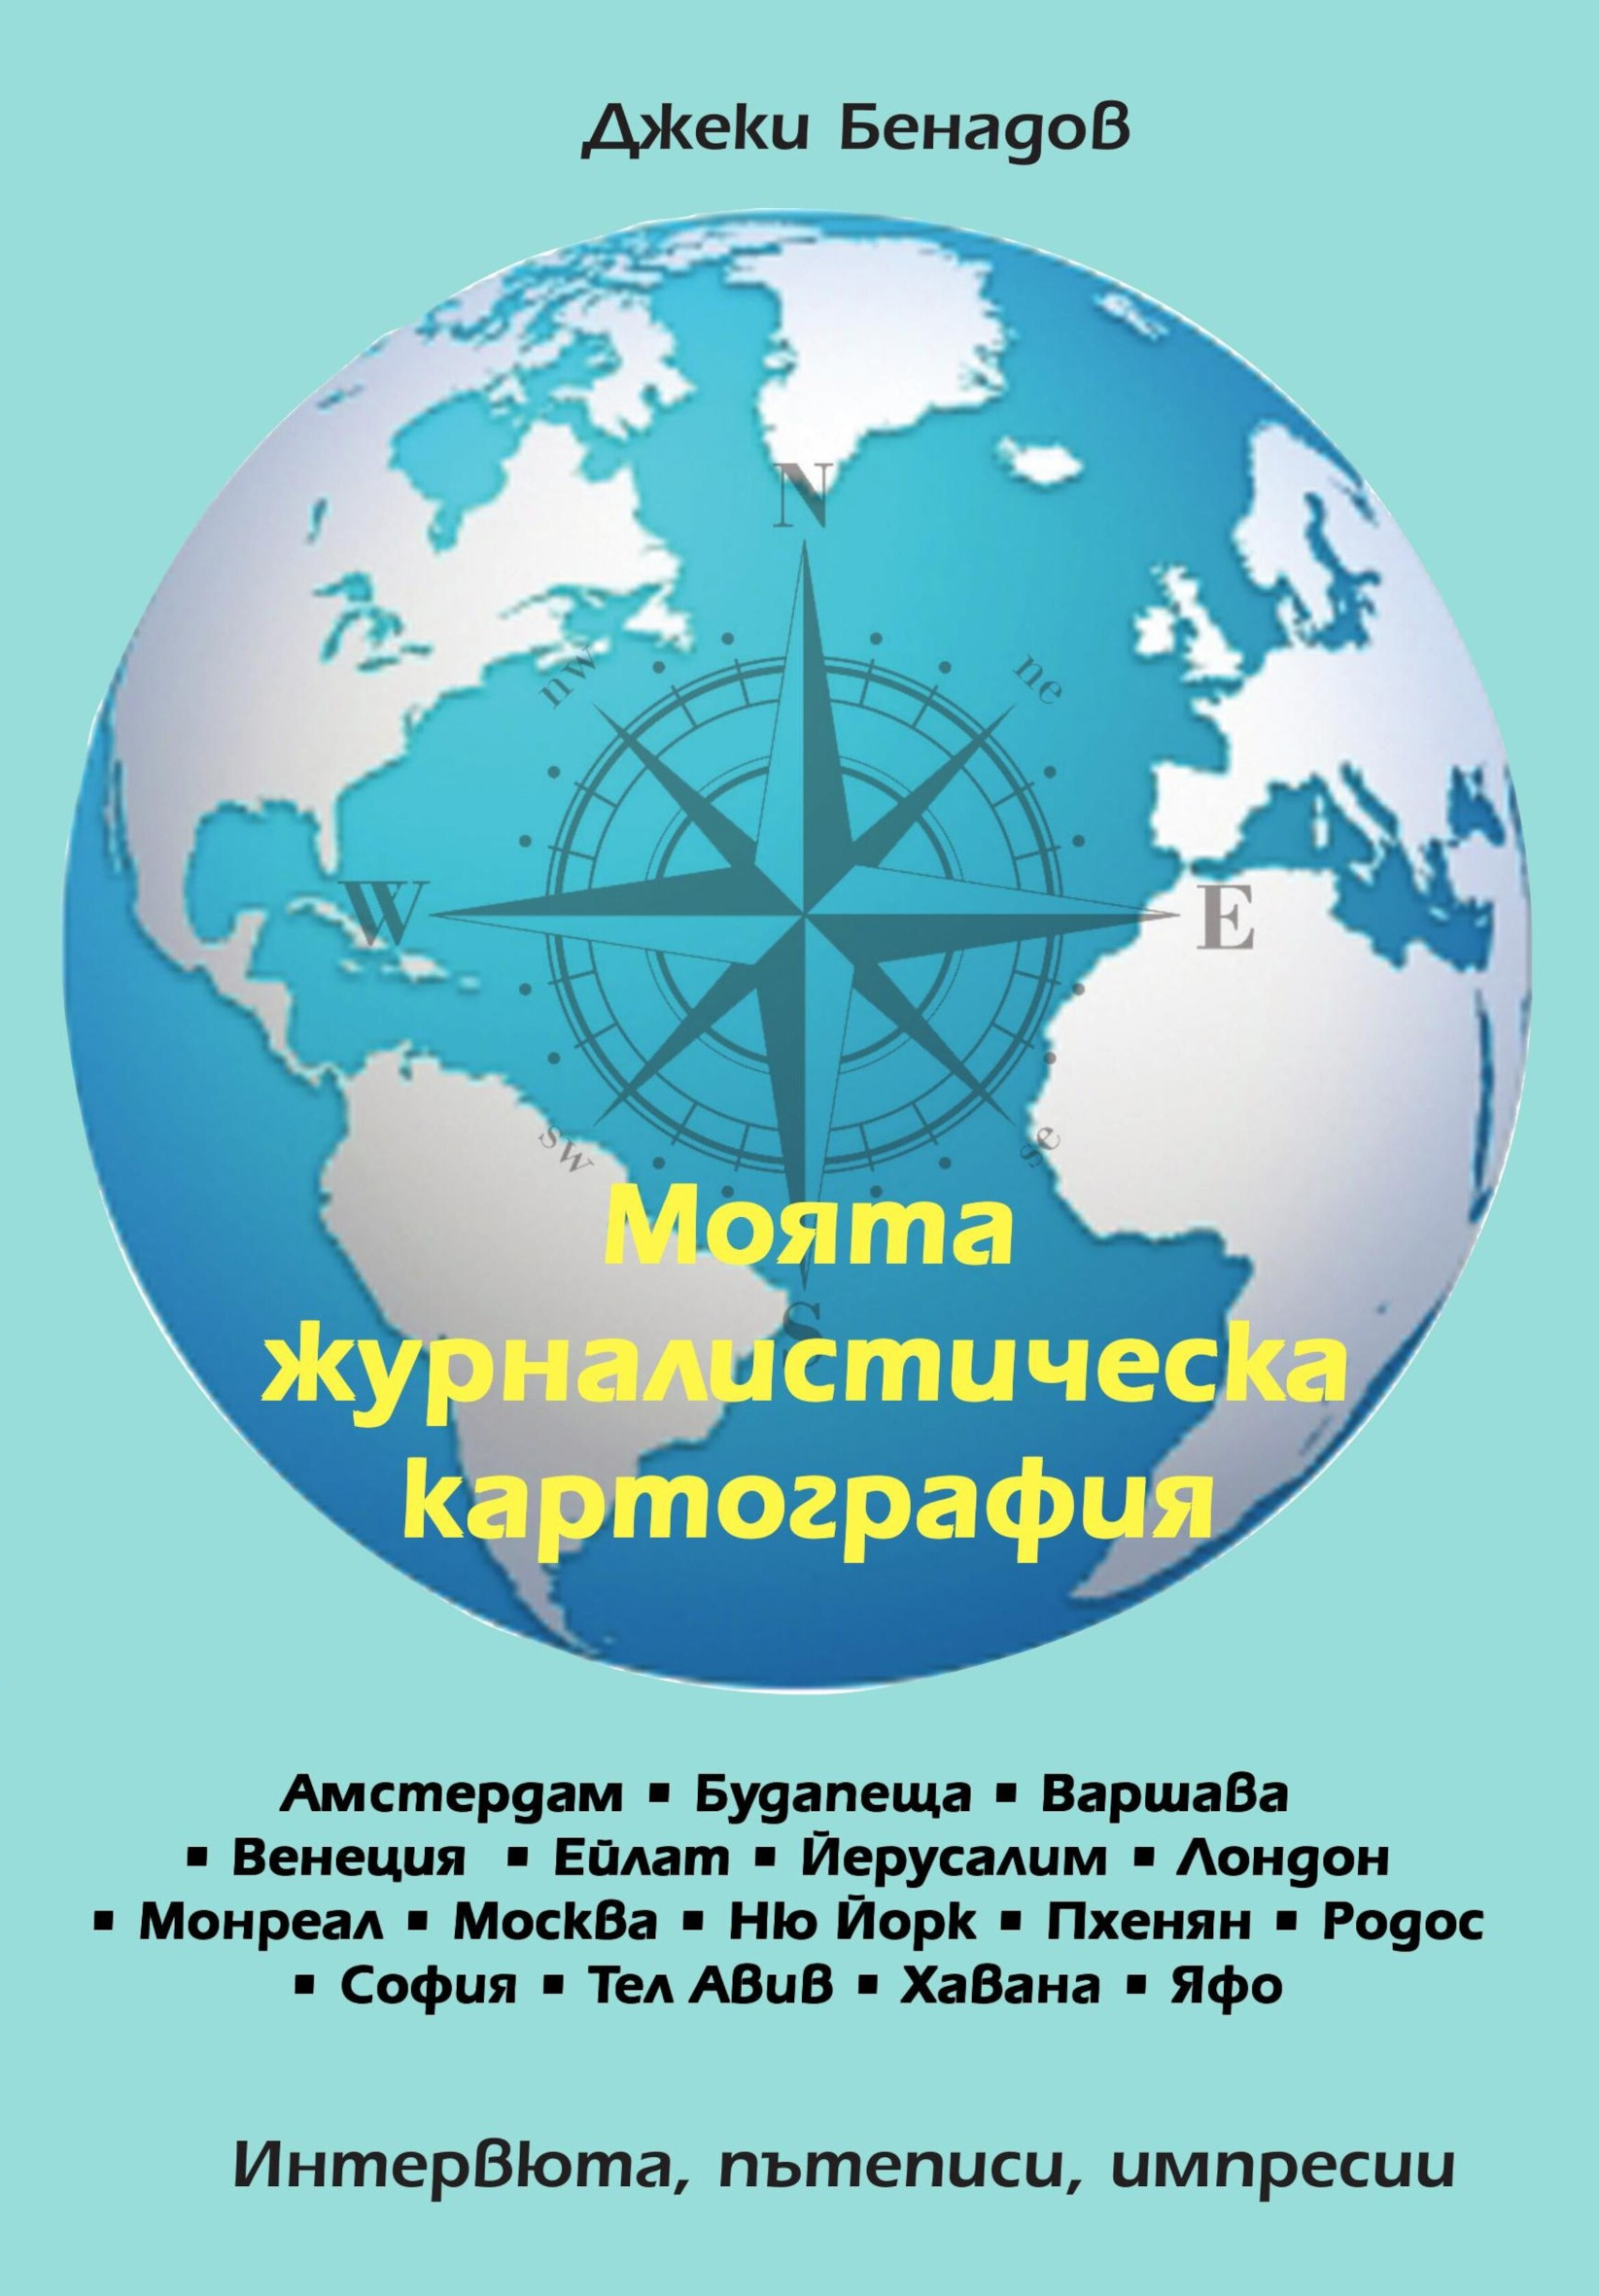 Джеки Бенадов
N
nw
ne
W
E
sw
se
Моята
S
журналистическа
картография
Амстердам ▪ Будапеща ▪ Варшава
▪ Венеция ▪ Ейлат ▪ Йерусалим ▪ Лондон
▪ Монреал ▪ Москва ▪ Ню Йорк ▪ Пхенян ▪ Родос
▪ София ▪ Тел Авив ▪ Хавана ▪ Яфо
Интервюта, пътеписи, импресии